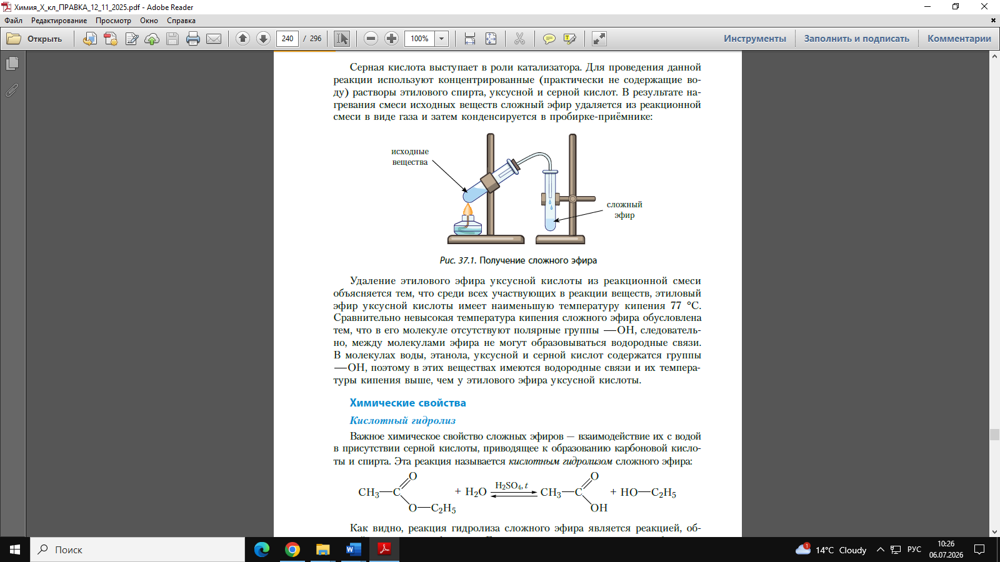 Химия_X_кл_ПРАВКА_12_11_2025.pdf - Adobe Reader
Файл Редактирование Просмотр Окно Справка
Открыть 240 / 296 100% Инструменты Заполнить и подписать Комментарии
Серная кислота выступает в роли катализатора. Для проведения данной
реакции используют концентрированные (практически не содержащие во-
ду) растворы этилового спирта, уксусной и серной кислот. В результате на-
гревания смеси исходных веществ сложный эфир удаляется из реакционной
смеси в виде газа и затем конденсируется в пробирке-приёмнике:
исходные
вещества
сложный
эфир
Рис. 37.1. Получение сложного эфира
Удаление этилового эфира уксусной кислоты из реакционной смеси
объясняется тем, что среди всех участвующих в реакции веществ, этиловый
эфир уксусной кислоты имеет наименьшую температуру кипения 77 °С.
Сравнительно невысокая температура кипения сложного эфира обусловлена
тем, что в его молекуле отсутствуют полярные группы —OH, следователь-
но, между молекулами эфира не могут образовываться водородные связи.
В молекулах воды, этанола, уксусной и серной кислот содержатся группы
—OH, поэтому в этих веществах имеются водородные связи и их темпера-
туры кипения выше, чем у этилового эфира уксусной кислоты.
Химические свойства
Кислотный гидролиз
Важное химическое свойство сложных эфиров — взаимодействие их с водой
в присутствии серной кислоты, приводящее к образованию карбоновой кисло-
ты и спирта. Эта реакция называется кислотным гидролизом сложного эфира:
O O
CH3—C + H2O H2SO4, t CH3—C + HO—C2H5
O—C2H5 OH
Как видно, реакция гидролиза сложного эфира является реакцией, об-
Поиск
1 14°C Cloudy РУС 10:26
06.07.2026